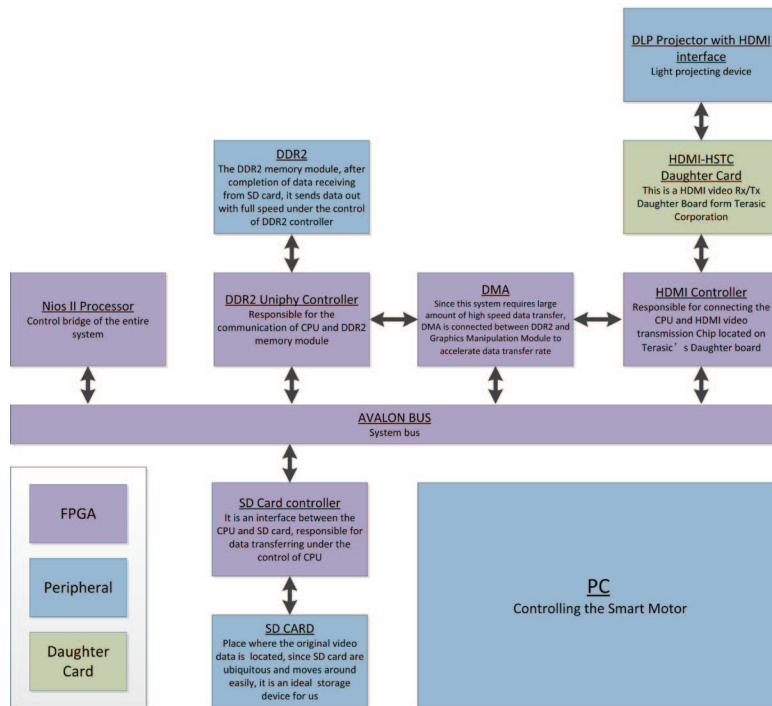 DLP Projector with HDMI
interface
Light projecting device
DDR2
The DDR2 memory module, after
completion of data receiving
from SD card, it sends data out
with full speed under the control
of DDR2 controller
HDMI-HSTC
Daughter Card
This is a HDMI video Rx/Tx
Daughter Board form Terasic
Corporation
Nios II Processor
Control bridge of the entire
system
DDR2 Uniphy Controller
Responsible for the
communication of CPU and DDR2
memory module
DMA
Since this system requires large
amount of high speed data transfer,
DMA is connected between DDR2 and
Graphics Manipulation Module to
accelerate data transfer rate
HDMI Controller
Responsible for connecting the
CPU and HDMI video
transmission Chip located on
Terasic’s Daughter board
AVALON BUS
System bus
FPGA
Peripheral
Daughter
Card
SD Card controller
It is an interface between the
CPU and SD card, responsible for
data transferring under the
control of CPU
SD CARD
Place where the original video
data is located, since SD card are
ubiquitous and moves around
easily, it is an ideal storage
device for us
PC
Controlling the Smart Motor